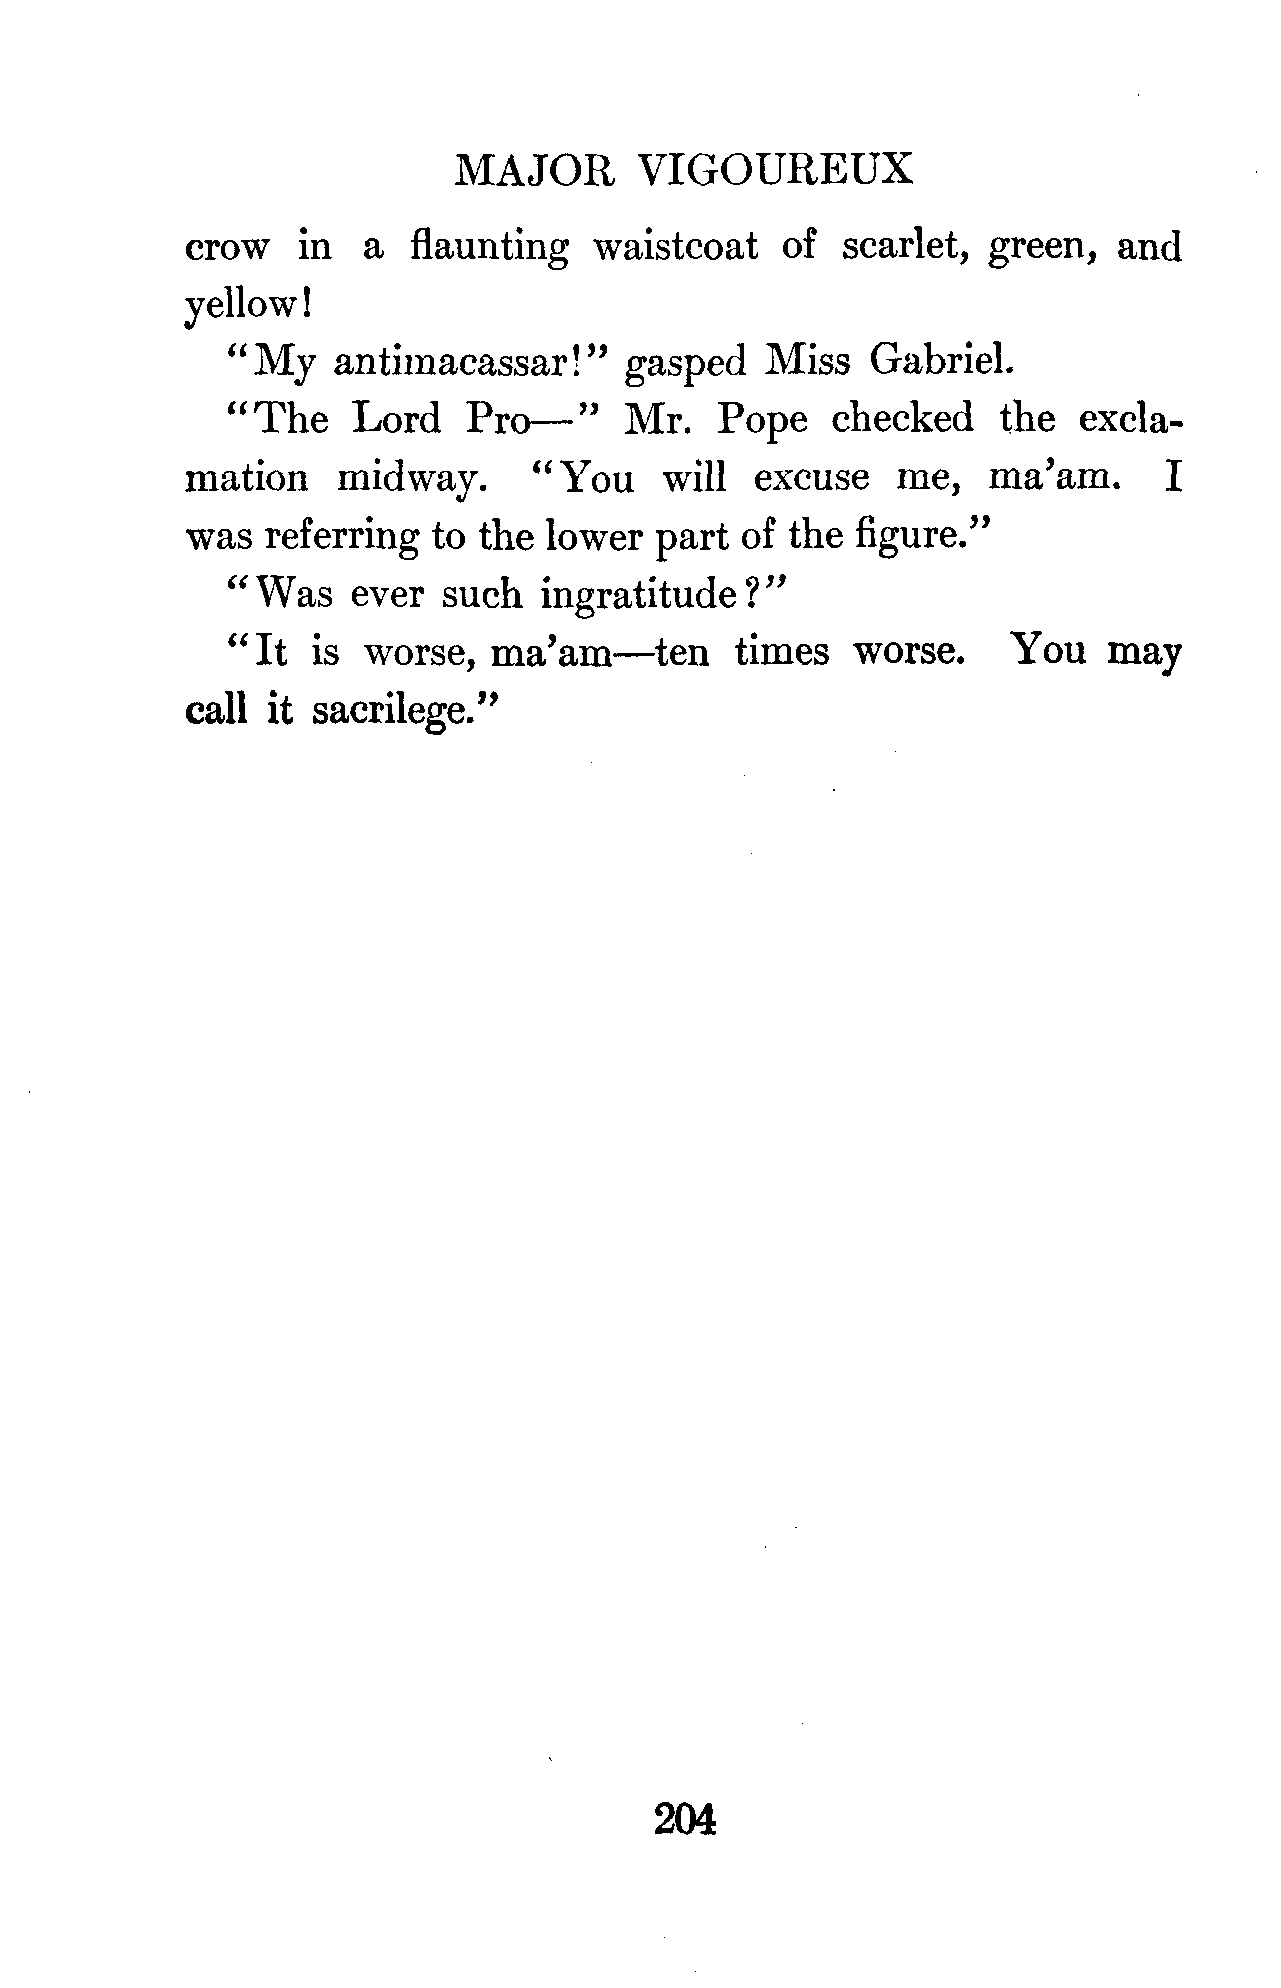 MAJOR VIGOUREUX
crow in a flaunting waistcoat of scarlet, green, and
yellow!
“My antimacassar!” gasped Miss Gabriel.
“The Lord Pro—” Mr. Pope checked the excla-
mation midway. “You will excuse me, ma’am. I
was referring to the lower part of the figure.”
“Was ever such ingratitude?”
“It is worse, ma’am—ten times worse. You may
call it sacrilege.”
204